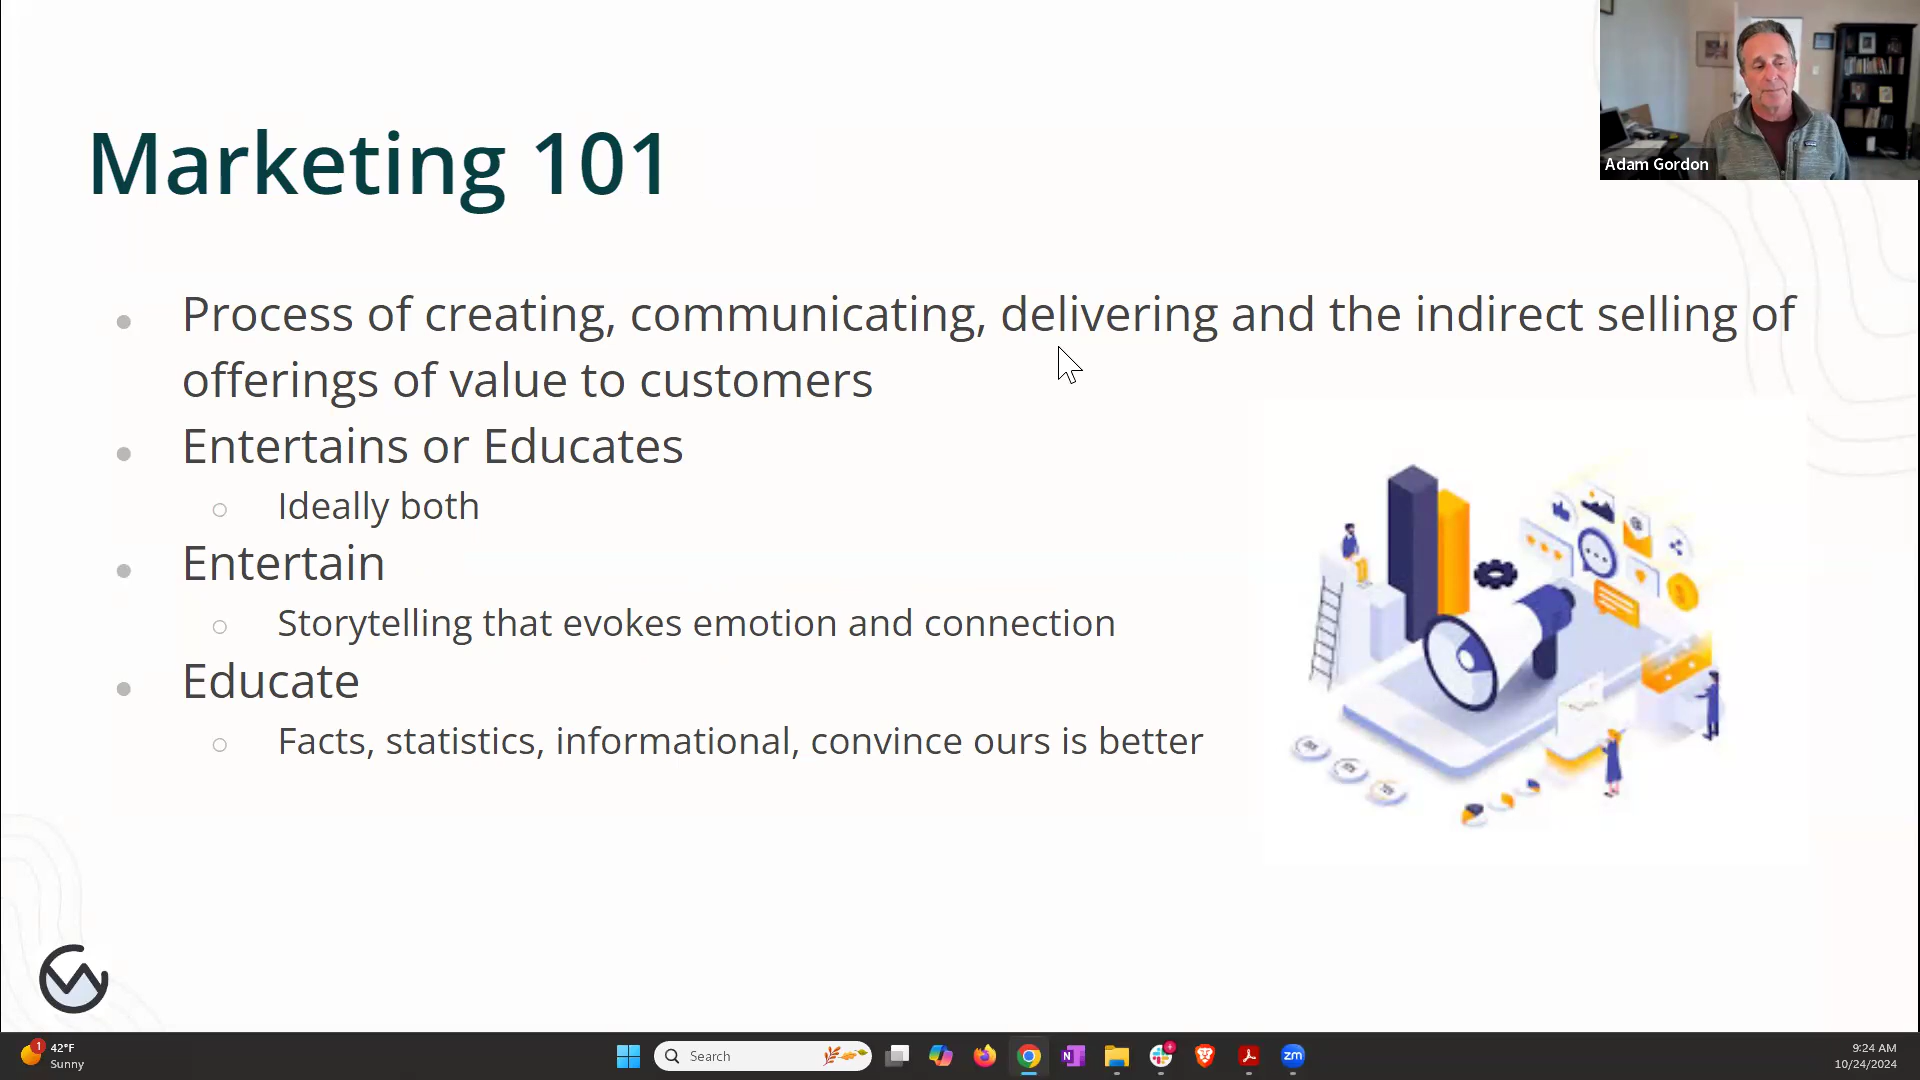 Marketing 101
Adam Gordon
Process of creating, communicating, delivering and the indirect selling of
offerings of value to customers
Entertains or Educates
Ideally both
Entertain
Storytelling that evokes emotion and connection
Educate
Facts, statistics, informational, convince ours is better
1
42°F
Sunny
Search
N
zm
9:24 AM
10/24/2024